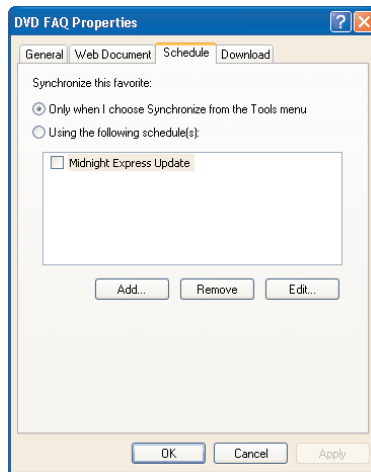 DVD FAQ Properties
General Web Document Schedule Download
Synchronize this favorite:
Only when I choose Synchronize from the Tools menu
Using the following schedule(s):
Midnight Express Update
Add... Remove Edit...
OK Cancel Apply